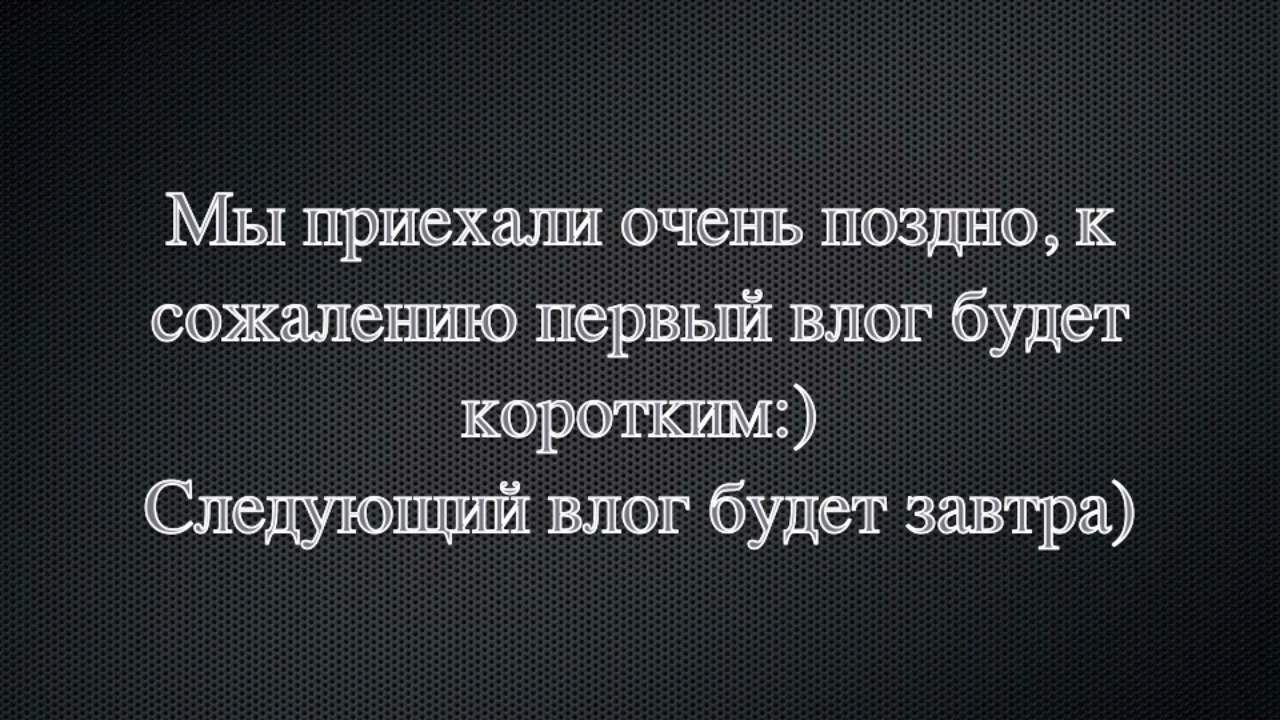 Мы приехали очень поздно, к
сожалению первый влог будет
коротким:)
Следующий влог будет завтра)